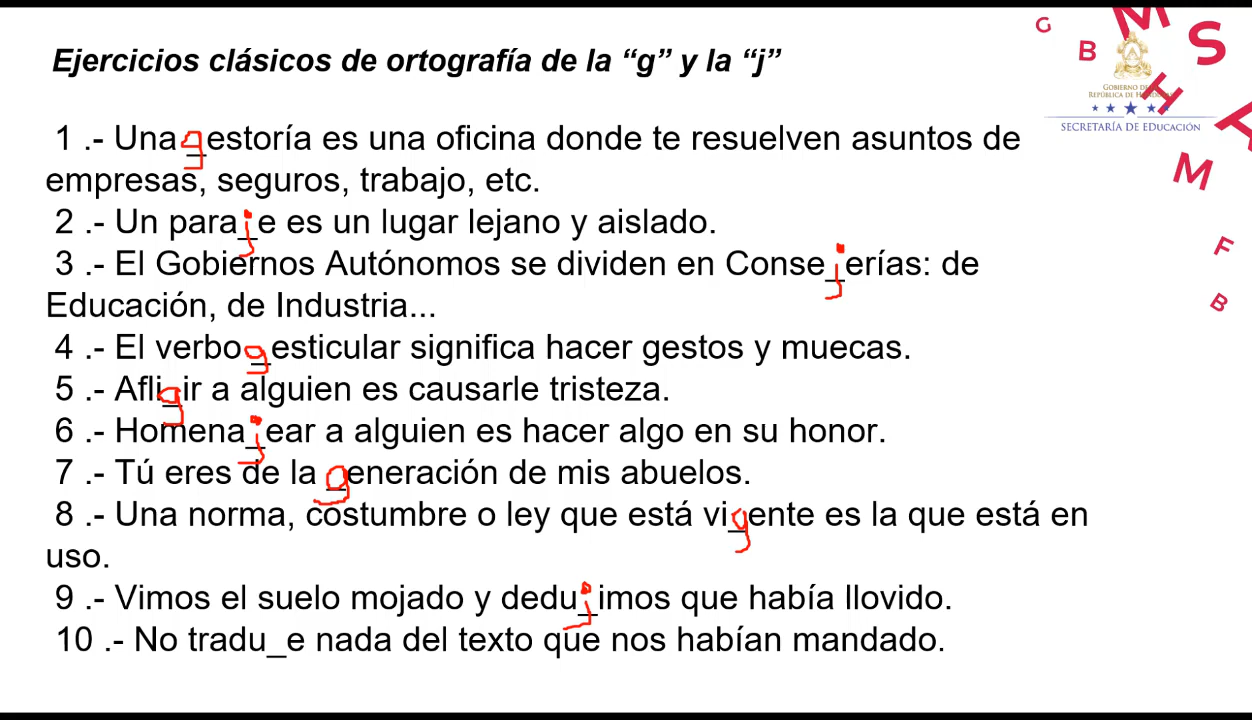 Ejercicios clásicos de ortografía de la “g” y la “j”
1 .- Una gestoría es una oficina donde te resuelven asuntos de
empresas, seguros, trabajo, etc.
2 .- Un paraje es un lugar lejano y aislado.
3 .- El Gobiernos Autónomos se dividen en Consejerías: de
Educación, de Industria...
4 .- El verbo gesticular significa hacer gestos y muecas.
5 .- Afligir a alguien es causarle tristeza.
6 .- Homenajear a alguien es hacer algo en su honor.
7 .- Tú eres de la generación de mis abuelos.
8 .- Una norma, costumbre o ley que está vigente es la que está en
uso.
9 .- Vimos el suelo mojado y dedujimos que había llovido.
10 .- No tradu_e nada del texto que nos habían mandado.
G
B
M
S
GOBIERNO DE
REPÚBLICA DE
H
SECRETARÍA DE EDUCACIÓN
A
M
F
B